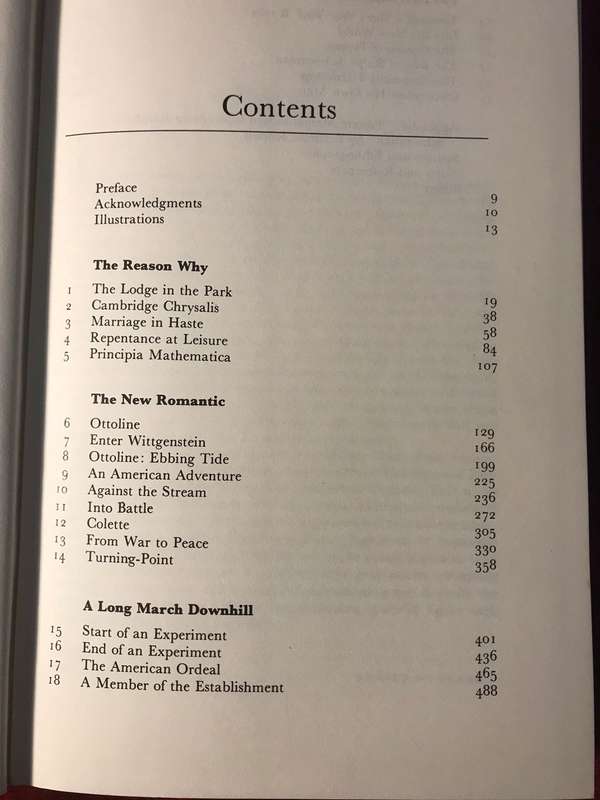 Contents
Preface 9
Acknowledgments 10
Illustrations 13
The Reason Why
1 The Lodge in the Park 19
2 Cambridge Chrysalis 38
3 Marriage in Haste 58
4 Repentance at Leisure 84
5 Principia Mathematica 107
The New Romantic
6 Ottoline 129
7 Enter Wittgenstein 166
8 Ottoline: Ebbing Tide 199
9 An American Adventure 225
10 Against the Stream 236
11 Into Battle 272
12 Colette 305
13 From War to Peace 330
14 Turning-Point 358
A Long March Downhill
15 Start of an Experiment 401
16 End of an Experiment 436
17 The American Ordeal 465
18 A Member of the Establishment 488